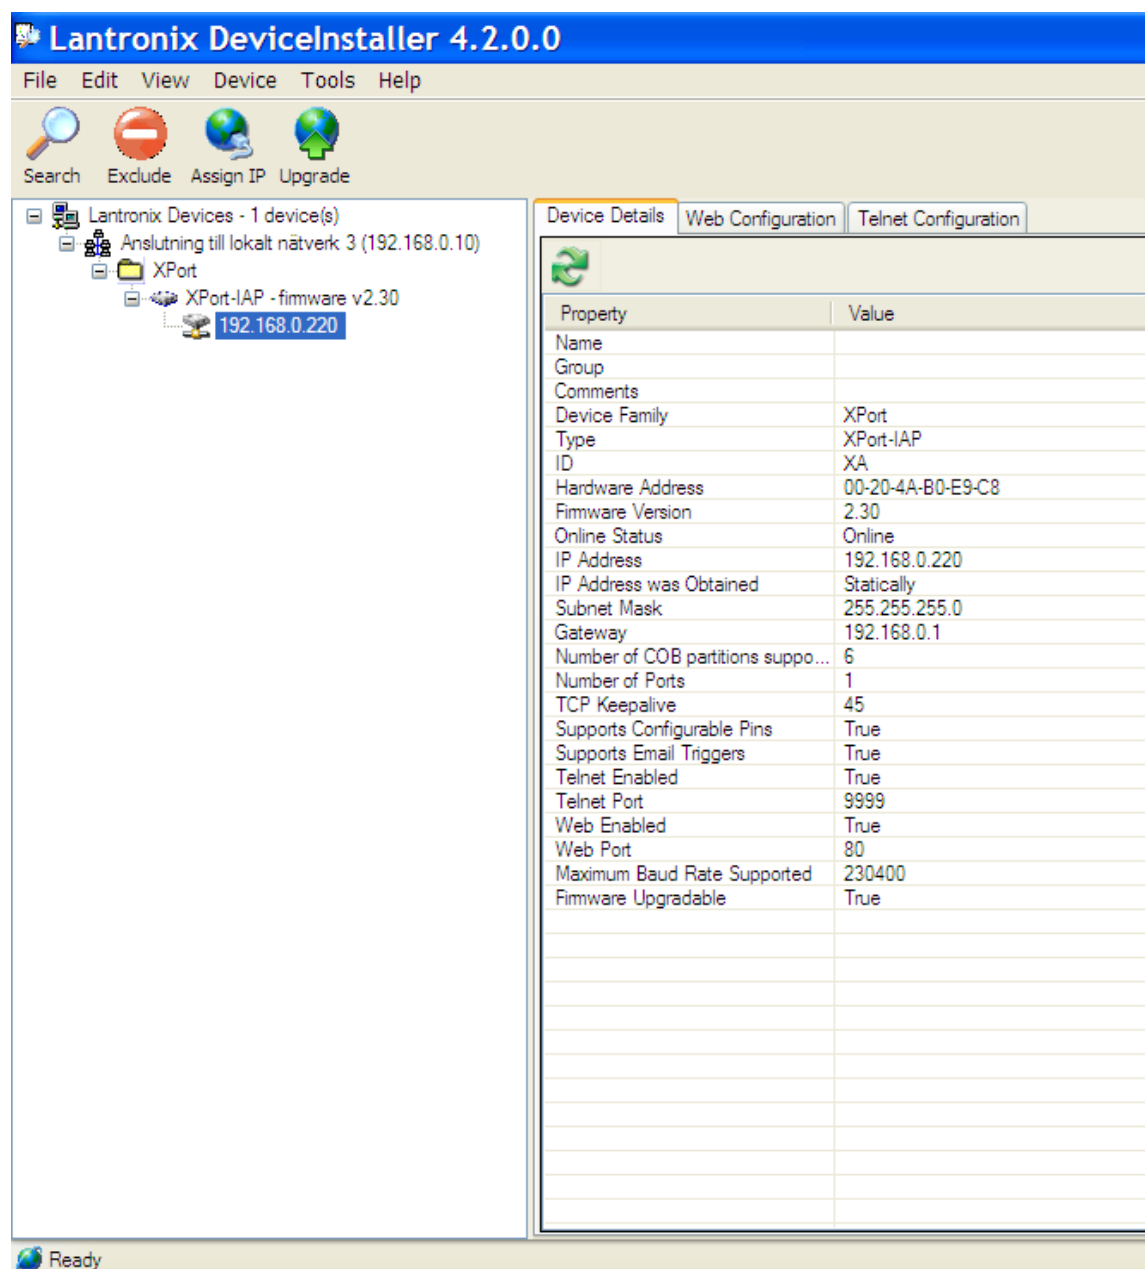 Lantronix DeviceInstaller 4.2.0.0
File Edit View Device Tools Help
Search Exclude Assign IP Upgrade
Lantronix Devices - 1 device(s)
Anslutning till lokalt nätverk 3 (192.168.0.10)
XPort
XPort-IAP - firmware v2.30
192.168.0.220
Device Details Web Configuration Telnet Configuration
Property Value
Name
Group
Comments
Device Family XPort
Type XPort-IAP
ID XA
Hardware Address 00-20-4A-B0-E9-C8
Firmware Version 2.30
Online Status Online
IP Address 192.168.0.220
IP Address was Obtained Statically
Subnet Mask 255.255.255.0
Gateway 192.168.0.1
Number of COB partitions suppo... 6
Number of Ports 1
TCP Keepalive 45
Supports Configurable Pins True
Supports Email Triggers True
Telnet Enabled True
Telnet Port 9999
Web Enabled True
Web Port 80
Maximum Baud Rate Supported 230400
Firmware Upgradable True
Ready